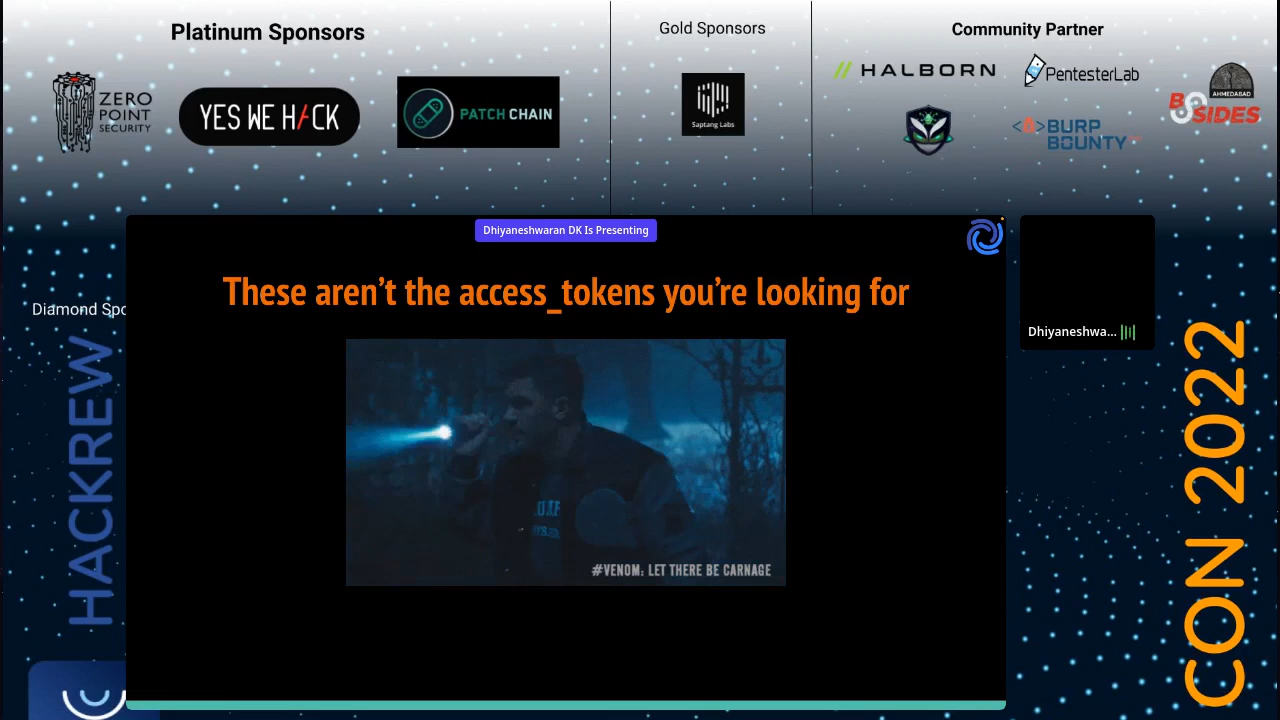 Platinum Sponsors
Gold Sponsors
Community Partner
ZERO
POINT
SECURITY
YES WE H/CK
PATCH CHAIN
Saptang Labs
HALBORN
PentesterLab
BURP
BOUNTY
AHMEDABAD
BSIDES
Dhiyaneshwaran DK Is Presenting
These aren't the access_tokens you're looking for
#VENOM: LET THERE BE CARNAGE
Dhiyaneshwa...
Diamond Spo
HACKREW
CON 2022